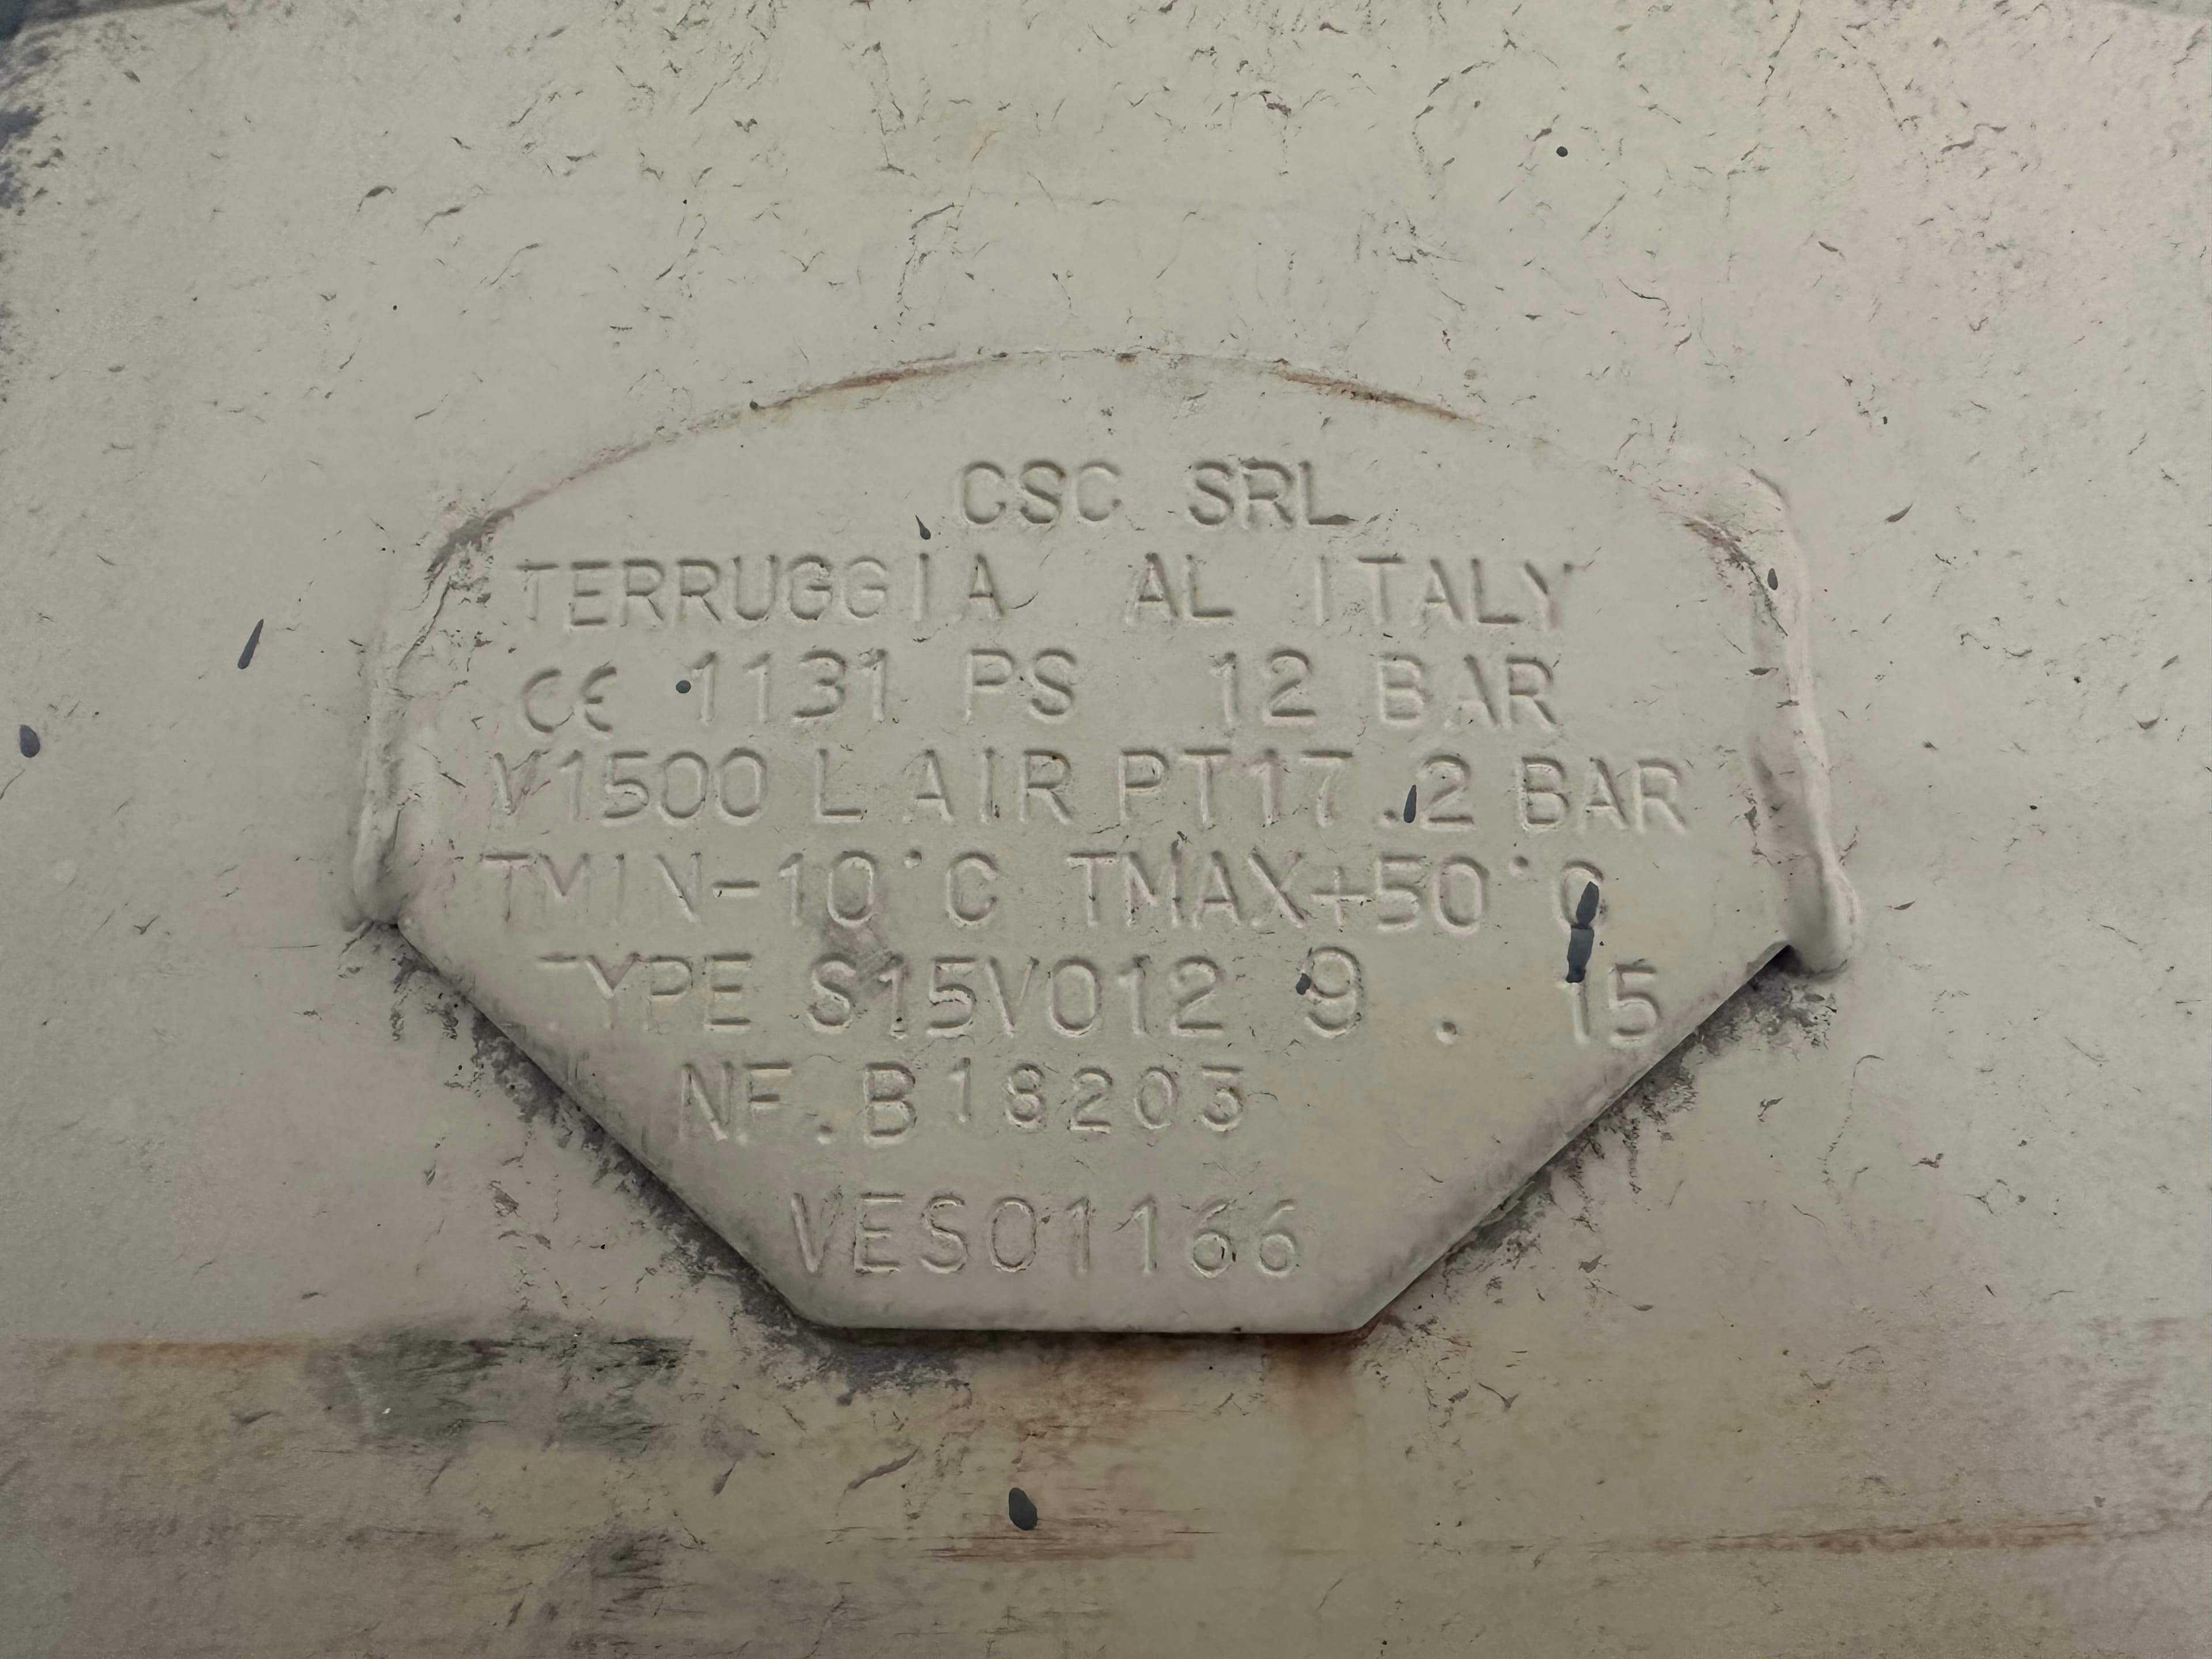 CSC SRL
TERRUGGIA AL ITALY
CE 1131 PS 12 BAR
V1500 L AIR PT17.2 BAR
TMIN-10°C TMAX+50°C
TYPE S15V012 9 . 15
NF.B18203
VES01166